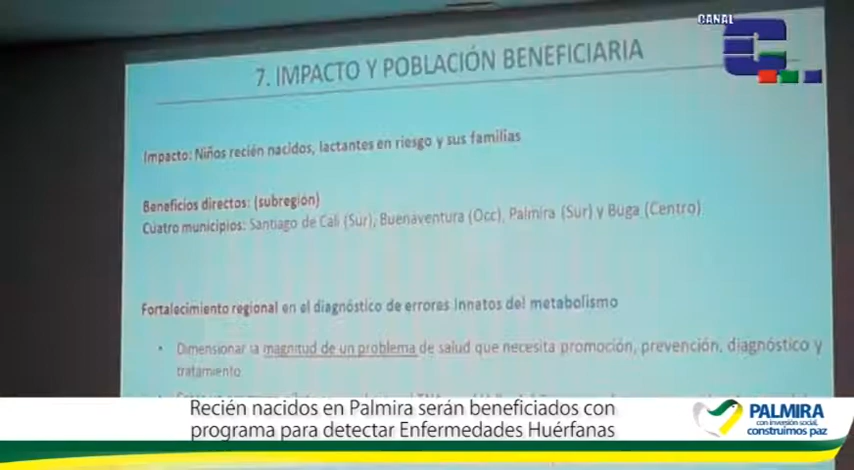 CANAL
C
7. IMPACTO Y POBLACIÓN BENEFICIARIA
Impacto: Niños recién nacidos, lactantes en riesgo y sus familias
Beneficios directos: (subregión)
Cuatro municipios: Santiago de Cali (Sur), Buenaventura (Occ), Palmira (Sur) y Buga (Centro)
Fortalecimiento regional en el diagnóstico de errores innatos del metabolismo
• Dimensionar la magnitud de un problema de salud que necesita promoción, prevención, diagnóstico y
tratamiento
Recién nacidos en Palmira serán beneficiados con
programa para detectar Enfermedades Huérfanas
PALMIRA
con inversión social,
construimos paz